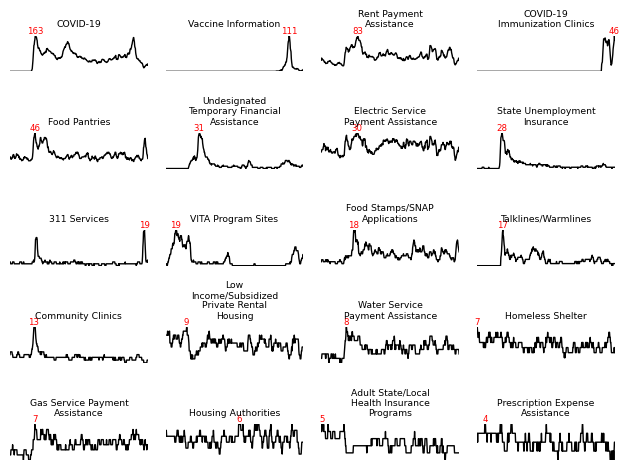 COVID-19
163
Vaccine Information
111
Rent Payment
Assistance
83
COVID-19
Immunization Clinics
46
Food Pantries
46
Undesignated
Temporary Financial
Assistance
31
Electric Service
Payment Assistance
30
State Unemployment
Insurance
28
311 Services
19
VITA Program Sites
19
Food Stamps/SNAP
Applications
18
Talklines/Warmlines
17
Community Clinics
13
Low
Income/Subsidized
Private Rental
Housing
9
Water Service
Payment Assistance
8
Homeless Shelter
7
Gas Service Payment
Assistance
7
Housing Authorities
6
Adult State/Local
Health Insurance
Programs
5
Prescription Expense
Assistance
4